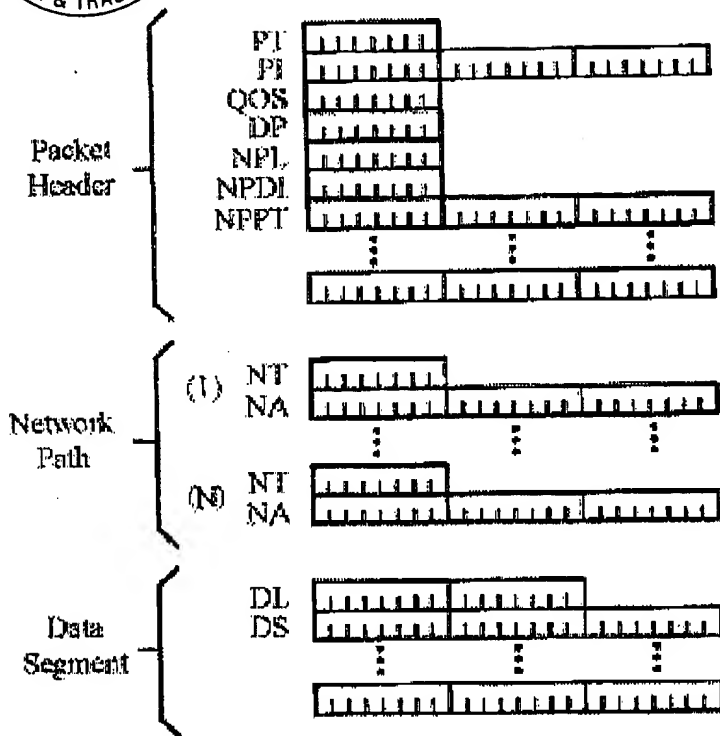 & TRA
PT
PI
QOS
DP
NPL
NPDL
NPPT
Packet
Header
(1) NT
NA
Network
Path
(N) NT
NA
DL
DS
Data
Segment